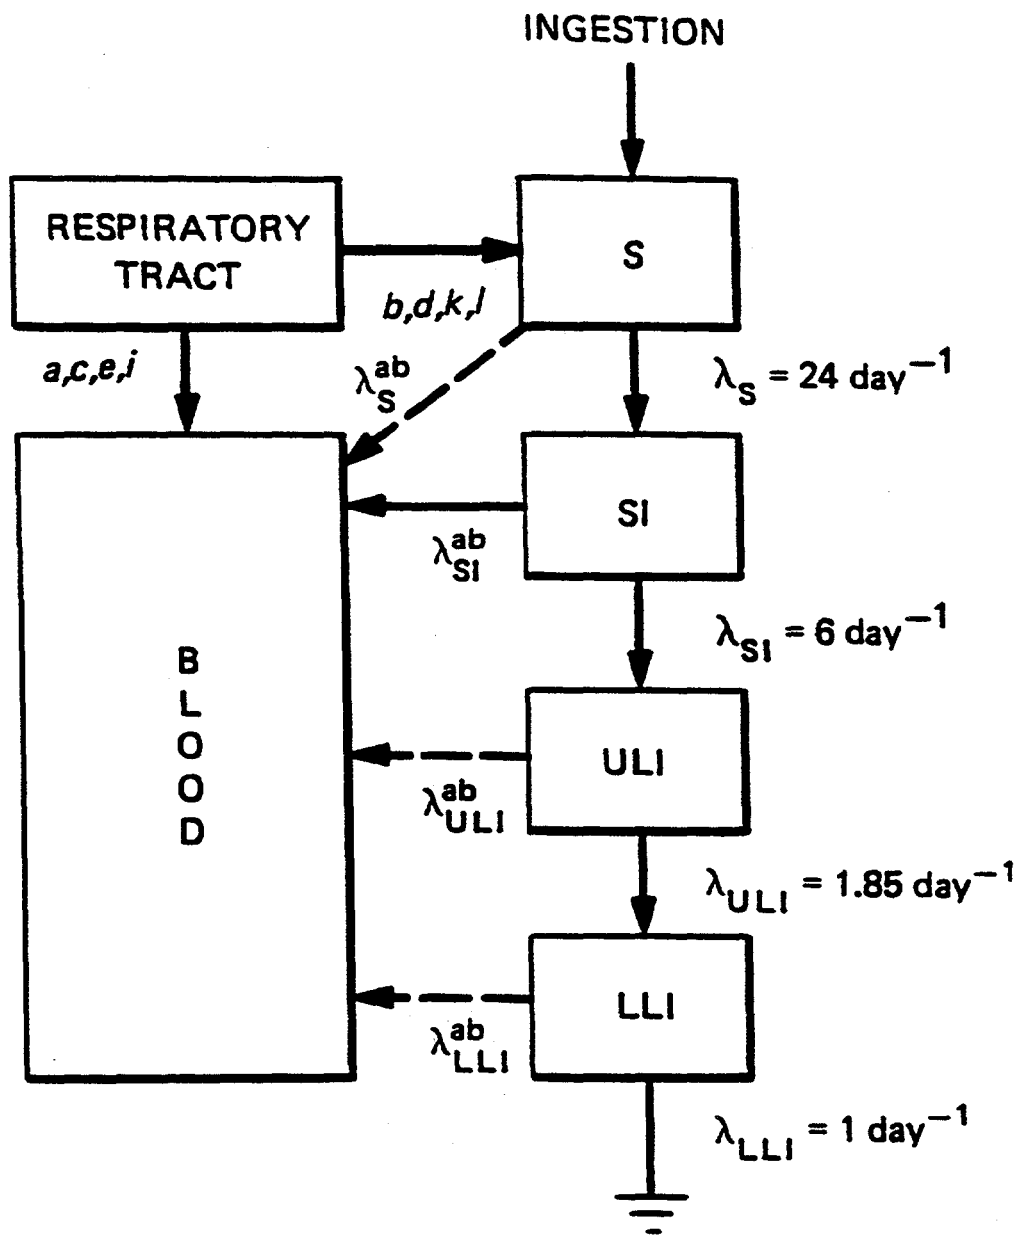 INGESTION
RESPIRATORY
TRACT
S
b,d,k,l
a,c,e,i
λ_S^ab
λ_S = 24 day⁻¹
SI
λ_SI^ab
λ_SI = 6 day⁻¹
B
L
O
O
D
ULI
λ_ULI^ab
λ_ULI = 1.85 day⁻¹
LLI
λ_LLI^ab
λ_LLI = 1 day⁻¹